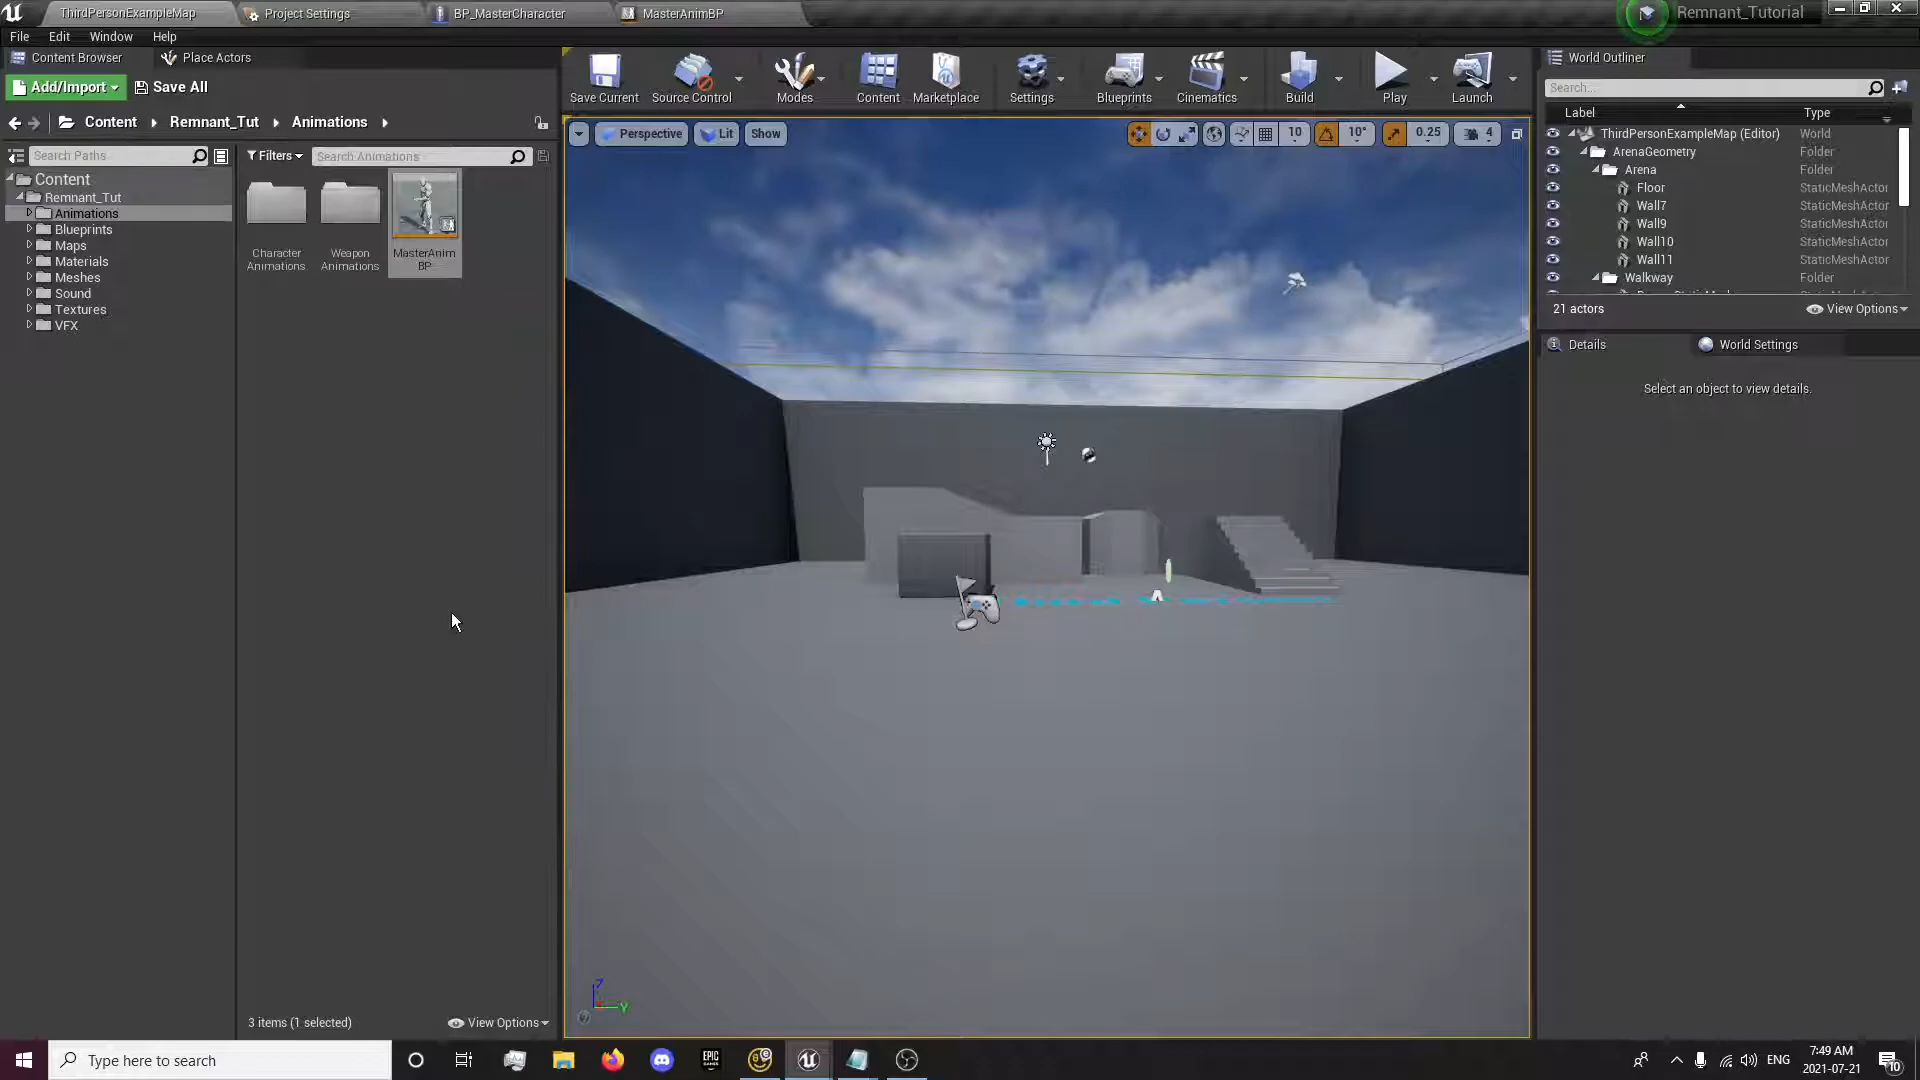 ThirdPersonExampleMap
Project Settings
BP_MasterCharacter
MasterAnimBP
Remnant_Tutorial
File
Edit
Window
Help
Content Browser
Place Actors
Add/Import
Save All
Content
Remnant_Tut
Animations
Search Paths
Filters
Search Animations
Content
Remnant_Tut
Animations
Blueprints
Maps
Materials
Meshes
Sound
Textures
VFX
Character
Animations
Weapon
Animations
MasterAnim
BP
3 items (1 selected)
View Options
Save Current
Source Control
Modes
Content
Marketplace
Settings
Blueprints
Cinematics
Build
Play
Launch
Perspective
Lit
Show
10
10°
0.25
4
Z
Y
World Outliner
Search...
Label
Type
ThirdPersonExampleMap (Editor)
World
ArenaGeometry
Folder
Arena
Folder
Floor
StaticMeshActor
Wall7
StaticMeshActor
Wall9
StaticMeshActor
Wall10
StaticMeshActor
Wall11
StaticMeshActor
Walkway
Folder
21 actors
View Options
Details
World Settings
Select an object to view details.
Type here to search
EPIC
GAMES
ENG
7:49 AM
2021-07-21
10